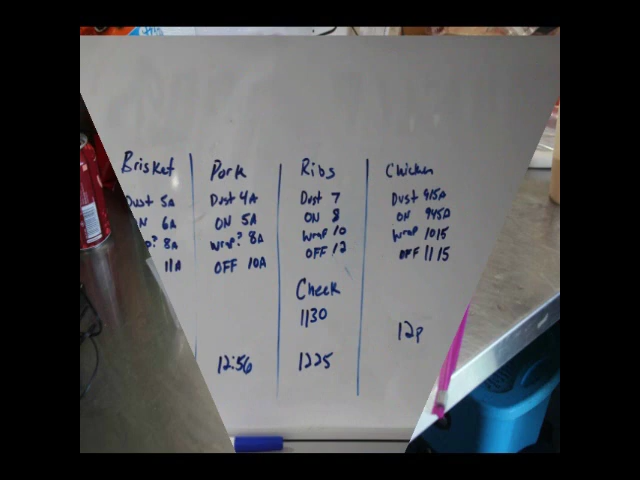 Brisket Pork Ribs Chicken
Dust 5A Dust 4A Dust 7 Dust 915A
ON 6A ON 5A ON 8 ON 945A
? 8A Wrap? 8A Wrap 10 Wrap 1015
11A OFF 10A OFF 12 OFF 1115
Check
1130
12p
12:56 1225